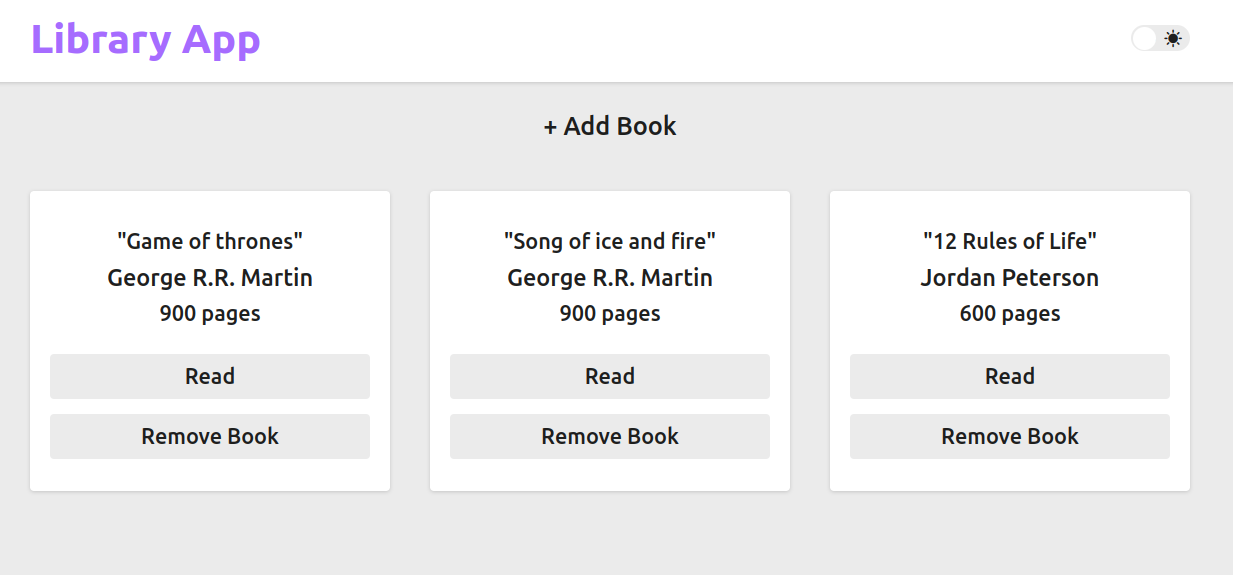 Library App
+ Add Book
"Game of thrones"
George R.R. Martin
900 pages
Read
Remove Book
"Song of ice and fire"
George R.R. Martin
900 pages
Read
Remove Book
"12 Rules of Life"
Jordan Peterson
600 pages
Read
Remove Book